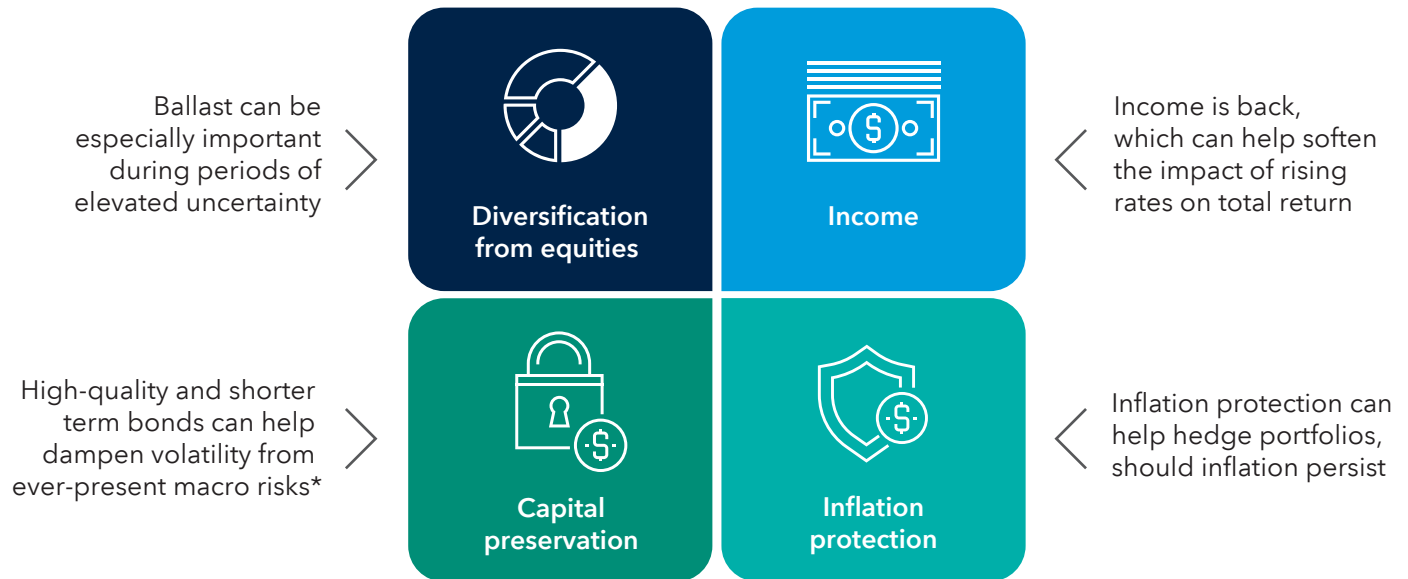 Ballast can be
especially important
during periods of
elevated uncertainty
Diversification
from equities
Income
Income is back,
which can help soften
the impact of rising
rates on total return
High-quality and shorter
term bonds can help
dampen volatility from
ever-present macro risks*
Capital
preservation
Inflation
protection
Inflation protection can
help hedge portfolios,
should inflation persist